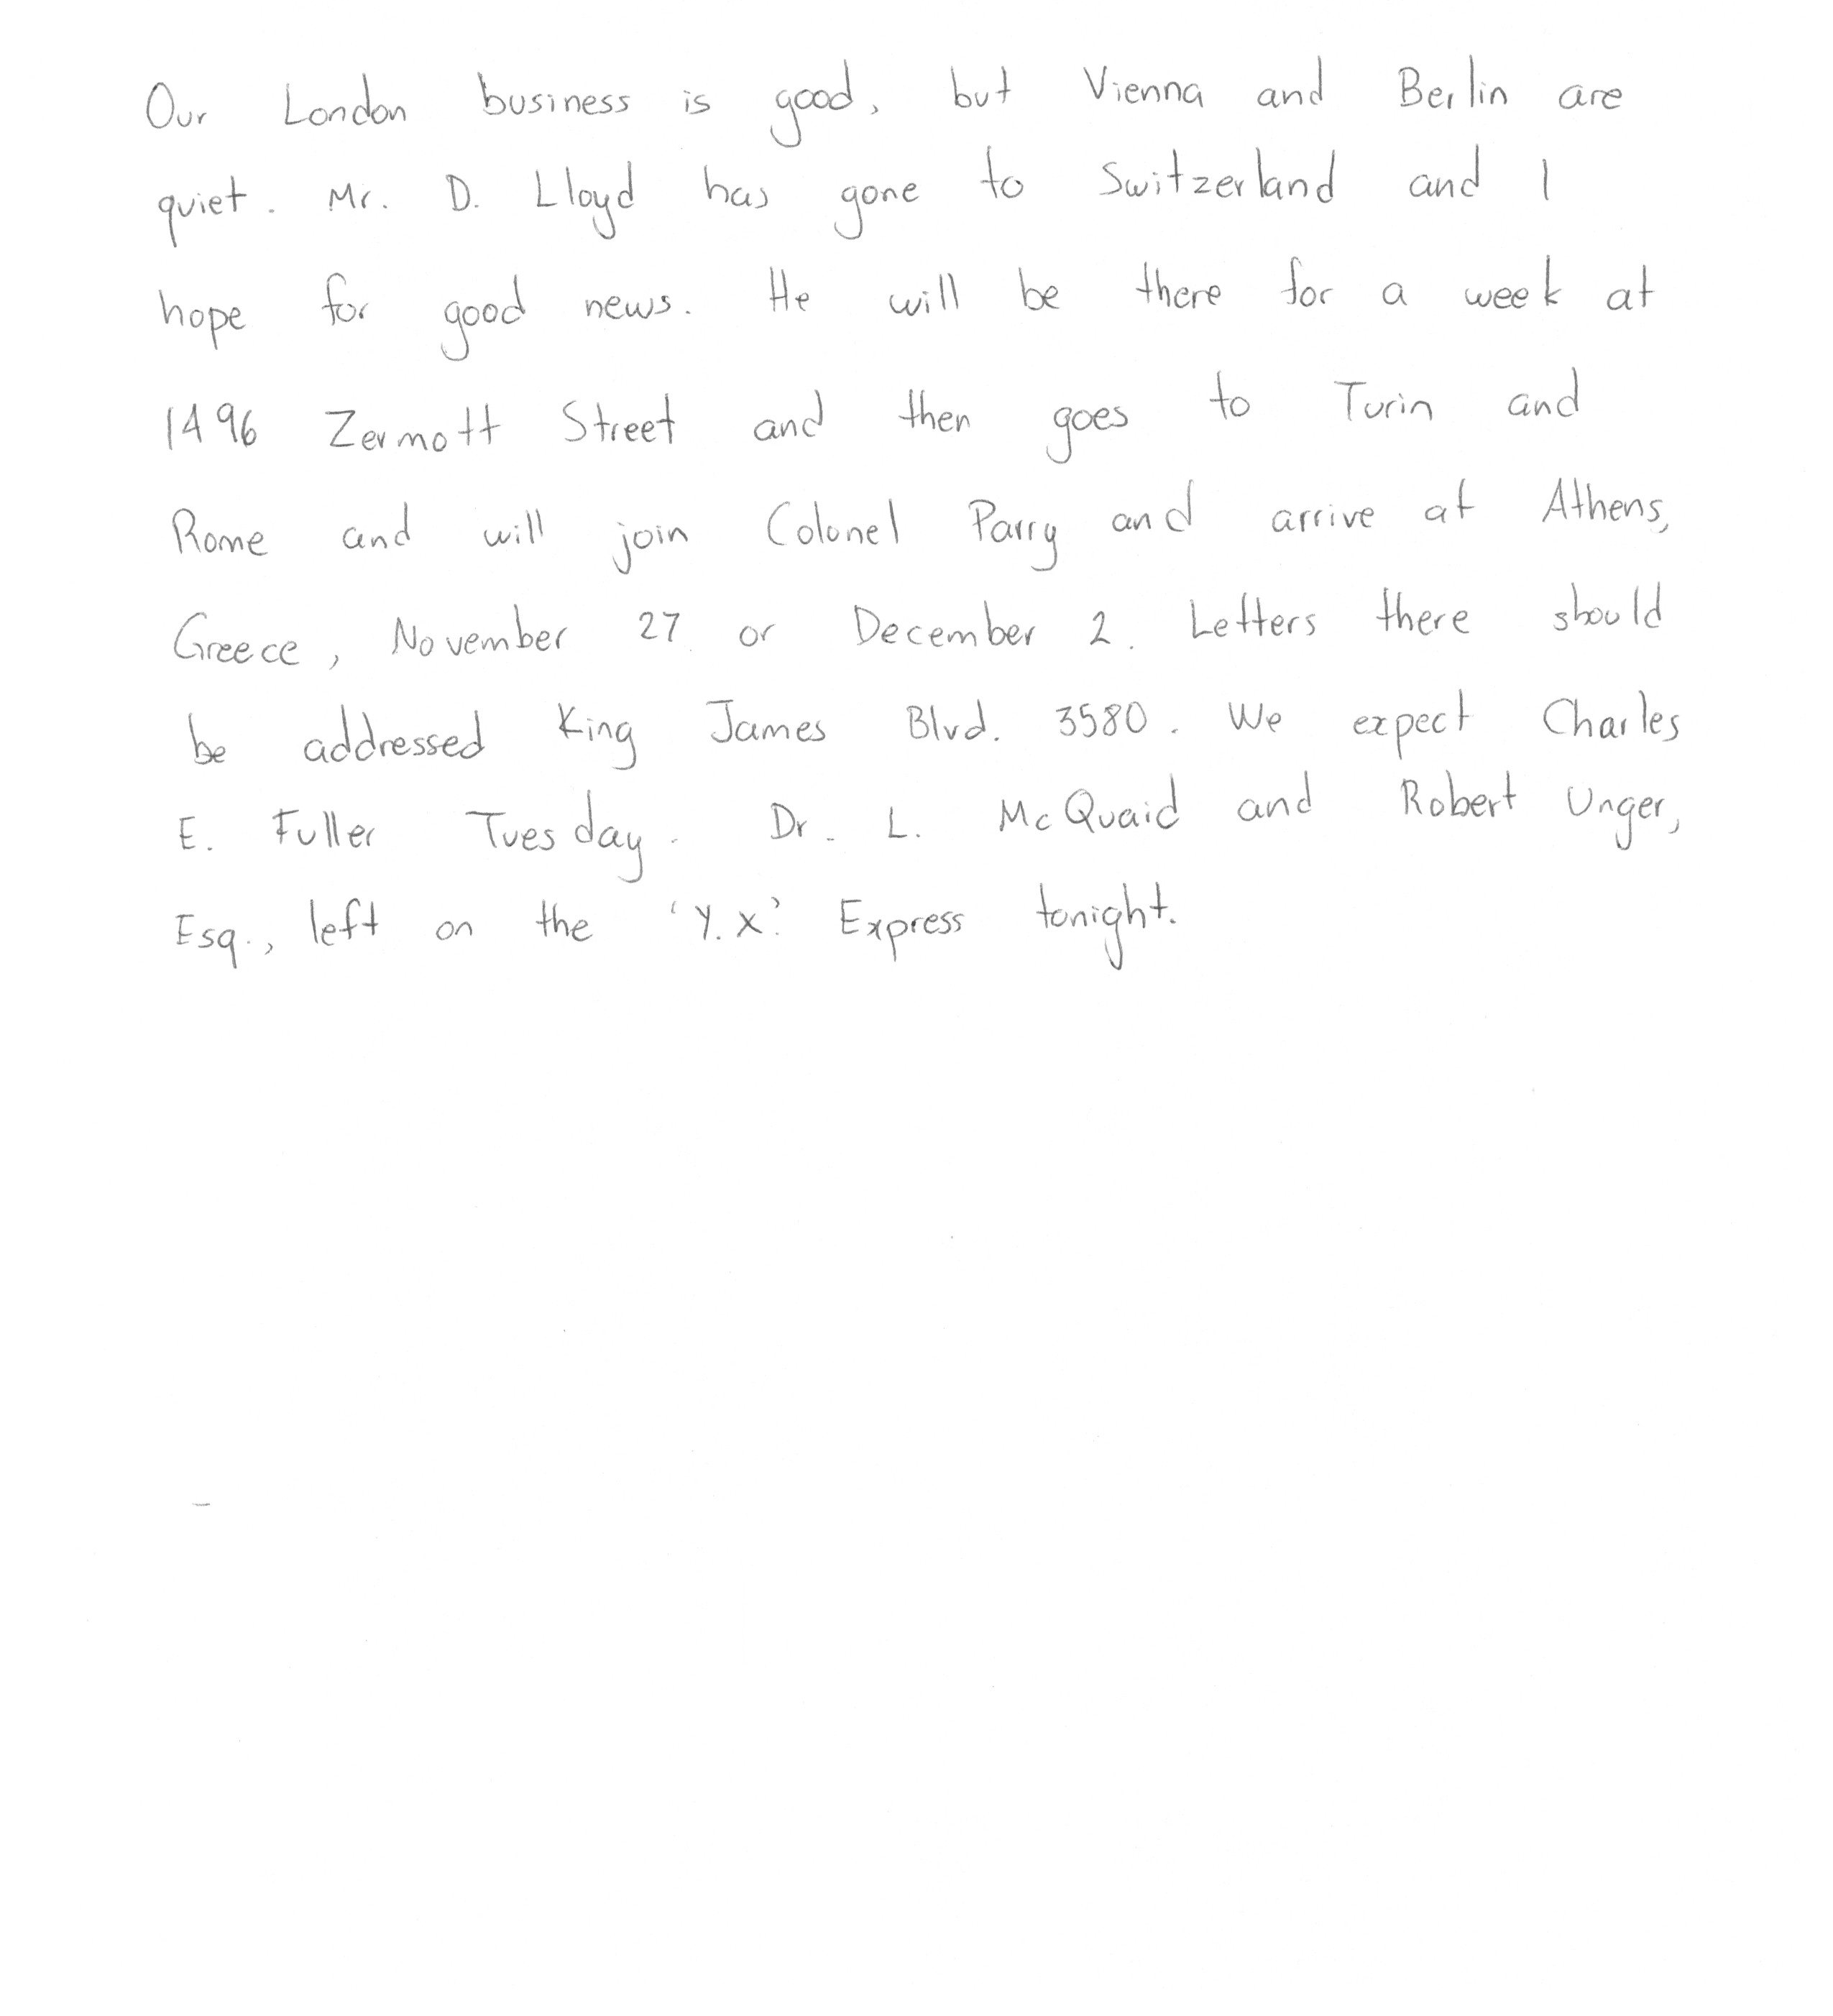 Our London business is good, but Vienna and Berlin are
quiet. Mr. D. Lloyd has gone to Switzerland and I
hope for good news. He will be there for a week at
1496 Zermott Street and then goes to Turin and
Rome and will join Colonel Parry and arrive at Athens,
Greece, November 27 or December 2. Letters there should
be addressed King James Blvd. 3580. We expect Charles
E. Fuller Tuesday. Dr. L. McQuaid and Robert Unger,
Esq., left on the 'Y.X.' Express tonight.